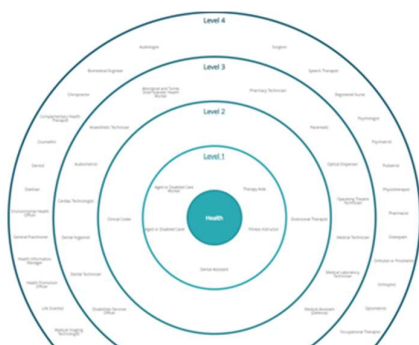 Level 4
Audiologist
Surgeon
Level 3
Biomedical Engineer
Speech Therapist
Aboriginal and Torres
Strait Islander Health
Worker
Pharmacy Technician
Chiropractor
Registered Nurse
Level 2
Complementary Health
Therapist
Psychologist
Anaesthetic Technician
Paramedic
Counsellor
Psychiatrist
Level 1
Dentist
Audiometrist
Optical Dispenser
Podiatrist
Dietitian
Aged or Disabled Care
Worker
Therapy Aide
Physiotherapist
Cardiac Technologist
Operating Theatre
Technician
Environmental Health
Officer
Clinical Coder
Health
Diversional Therapist
Pharmacist
Aged or Disabled Carer
Fitness Instructor
General Practitioner
Dental Hygienist
Medical Technician
Osteopath
Health Information
Manager
Dental Assistant
Orthotist or Prosthetist
Dental Technician
Medical Laboratory
Technician
Health Promotion
Officer
Orthoptist
Life Scientist
Disabilities Services
Officer
Medical Assistant
Optometrist
Medical Imaging
Technologist
Occupational Therapist